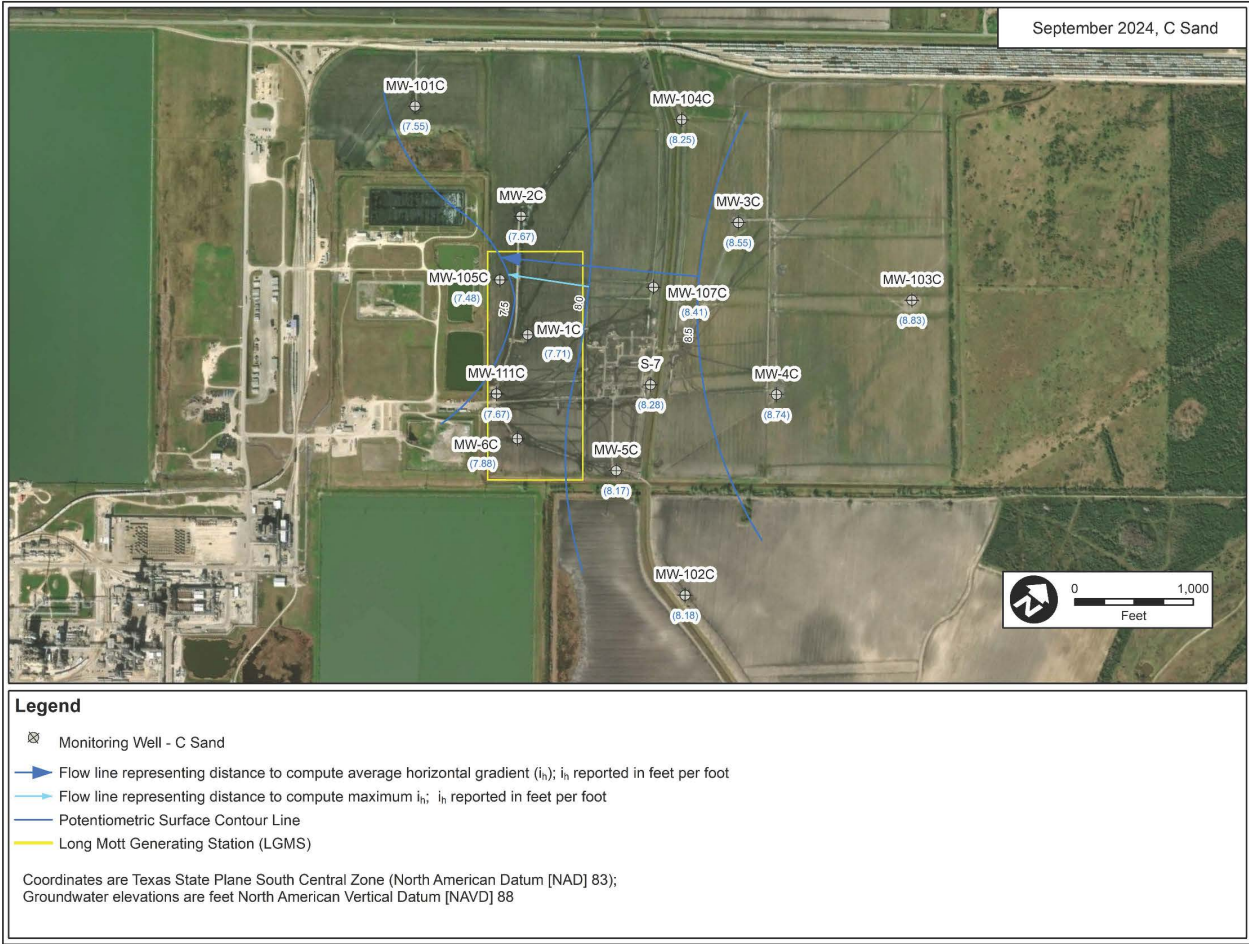 September 2024, C Sand
MW-101C
(7.55)
MW-104C
(8.25)
MW-2C
(7.67)
MW-3C
(8.55)
MW-105C
(7.48)
MW-107C
(8.41)
MW-103C
(8.83)
7.5
8.0
8.5
MW-1C
(7.71)
MW-111C
(7.67)
S-7
(8.28)
MW-4C
(8.74)
MW-6C
(7.88)
MW-5C
(8.17)
MW-102C
(8.18)
N
0 1,000
Feet
Legend
Monitoring Well - C Sand
Flow line representing distance to compute average horizontal gradient (iₕ); iₕ reported in feet per foot
Flow line representing distance to compute maximum iₕ; iₕ reported in feet per foot
Potentiometric Surface Contour Line
Long Mott Generating Station (LGMS)
Coordinates are Texas State Plane South Central Zone (North American Datum [NAD] 83);
Groundwater elevations are feet North American Vertical Datum [NAVD] 88